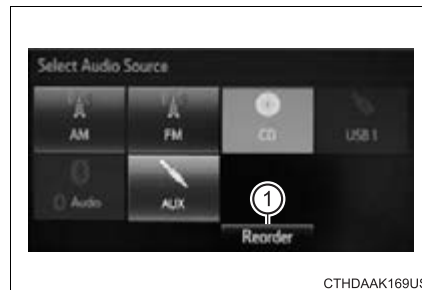 Select Audio Source
AM FM CD USB 1
Audio AUX
1
Reorder
CTHDAAK169US